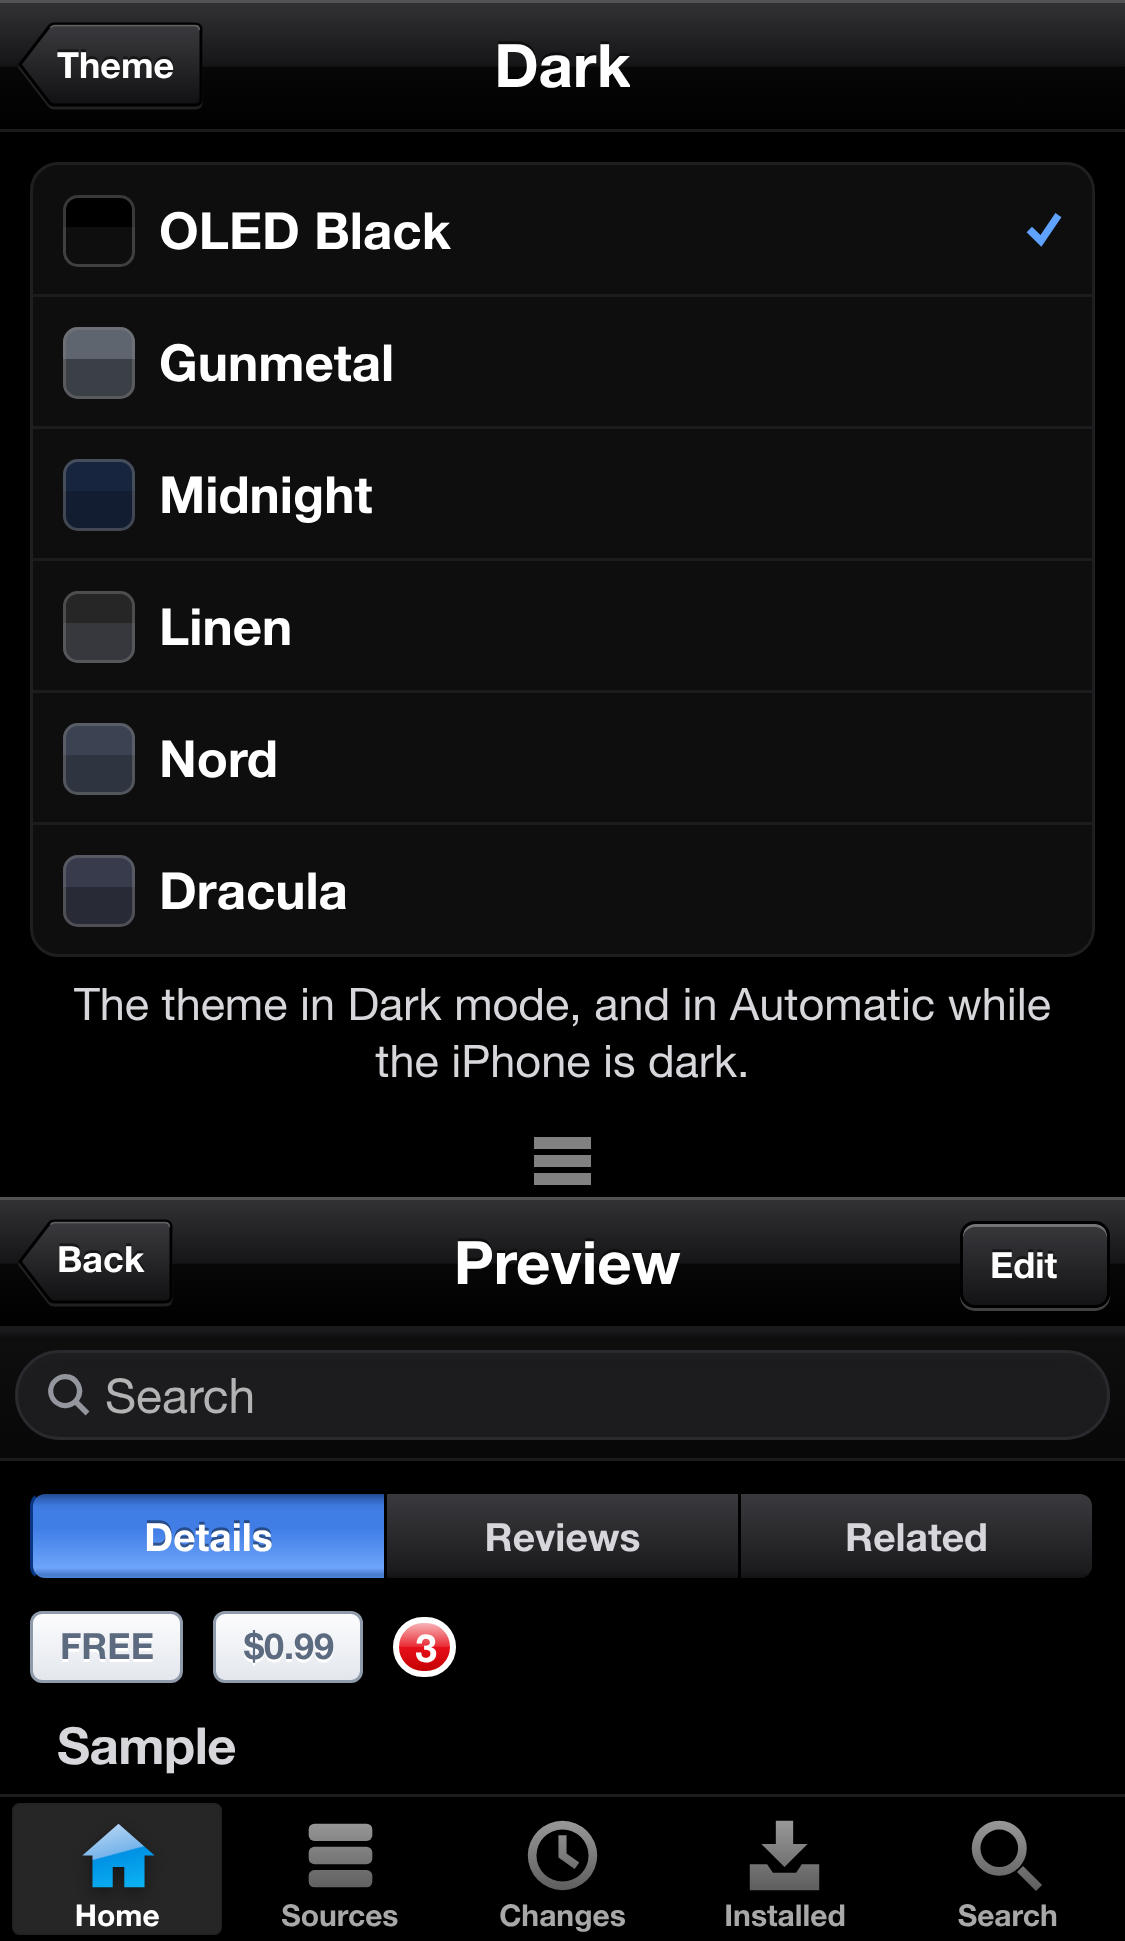 Theme
Dark
OLED Black
Gunmetal
Midnight
Linen
Nord
Dracula
The theme in Dark mode, and in Automatic while
the iPhone is dark.
Back
Preview
Edit
Search
Details
Reviews
Related
FREE
$0.99
3
Sample
Home
Sources
Changes
Installed
Search